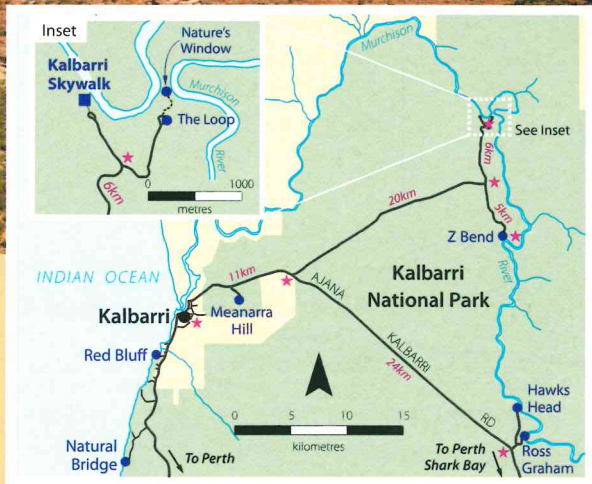 Inset
Nature's
Window
Kalbarri
Skywalk
Murchison
The Loop
River
6km
0 1000
metres
Murchison
See Inset
6km
20km
5km
Z Bend
River
INDIAN OCEAN
11km
Kalbarri
National Park
AJANA
Kalbarri
Meanarra
Hill
KALBARRI
24km
RD
Red Bluff
Hawks
Head
0 5 10 15
kilometres
Natural
Bridge
To Perth
To Perth
Shark Bay
Ross
Graham